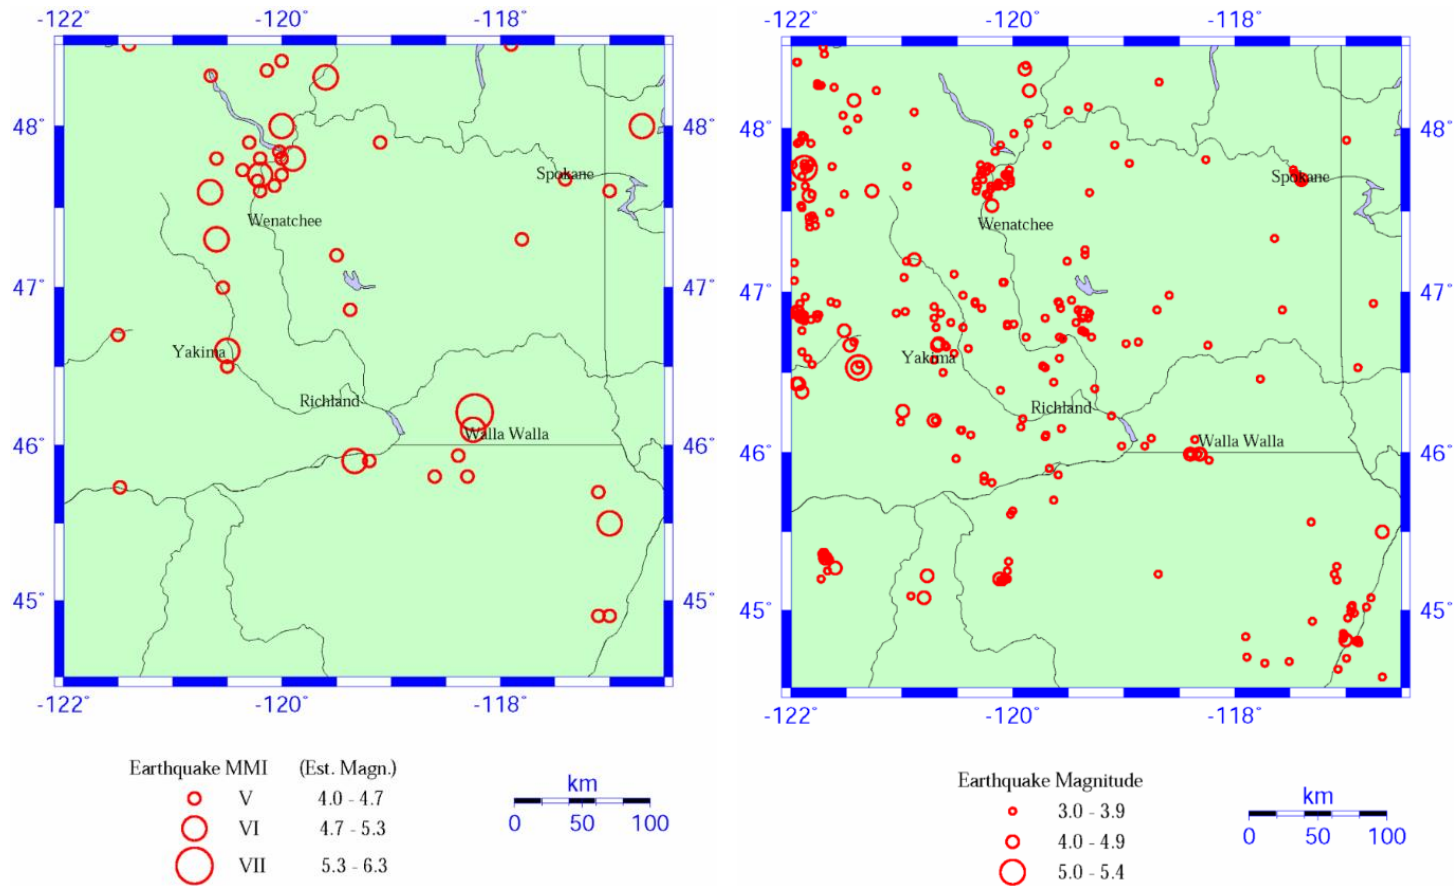 -122° -120° -118°
48° 48°
Spokane
Wenatchee
47° 47°
Yakima
Richland
Walla Walla
46° 46°
45° 45°
-122° -120° -118°
Earthquake MMI (Est. Magn.)
V 4.0 - 4.7
VI 4.7 - 5.3
VII 5.3 - 6.3
km
0 50 100
-122° -120° -118°
48° 48°
Spokane
Wenatchee
47° 47°
Yakima
Richland
Walla Walla
46° 46°
45° 45°
-122° -120° -118°
Earthquake Magnitude
3.0 - 3.9
4.0 - 4.9
5.0 - 5.4
km
0 50 100